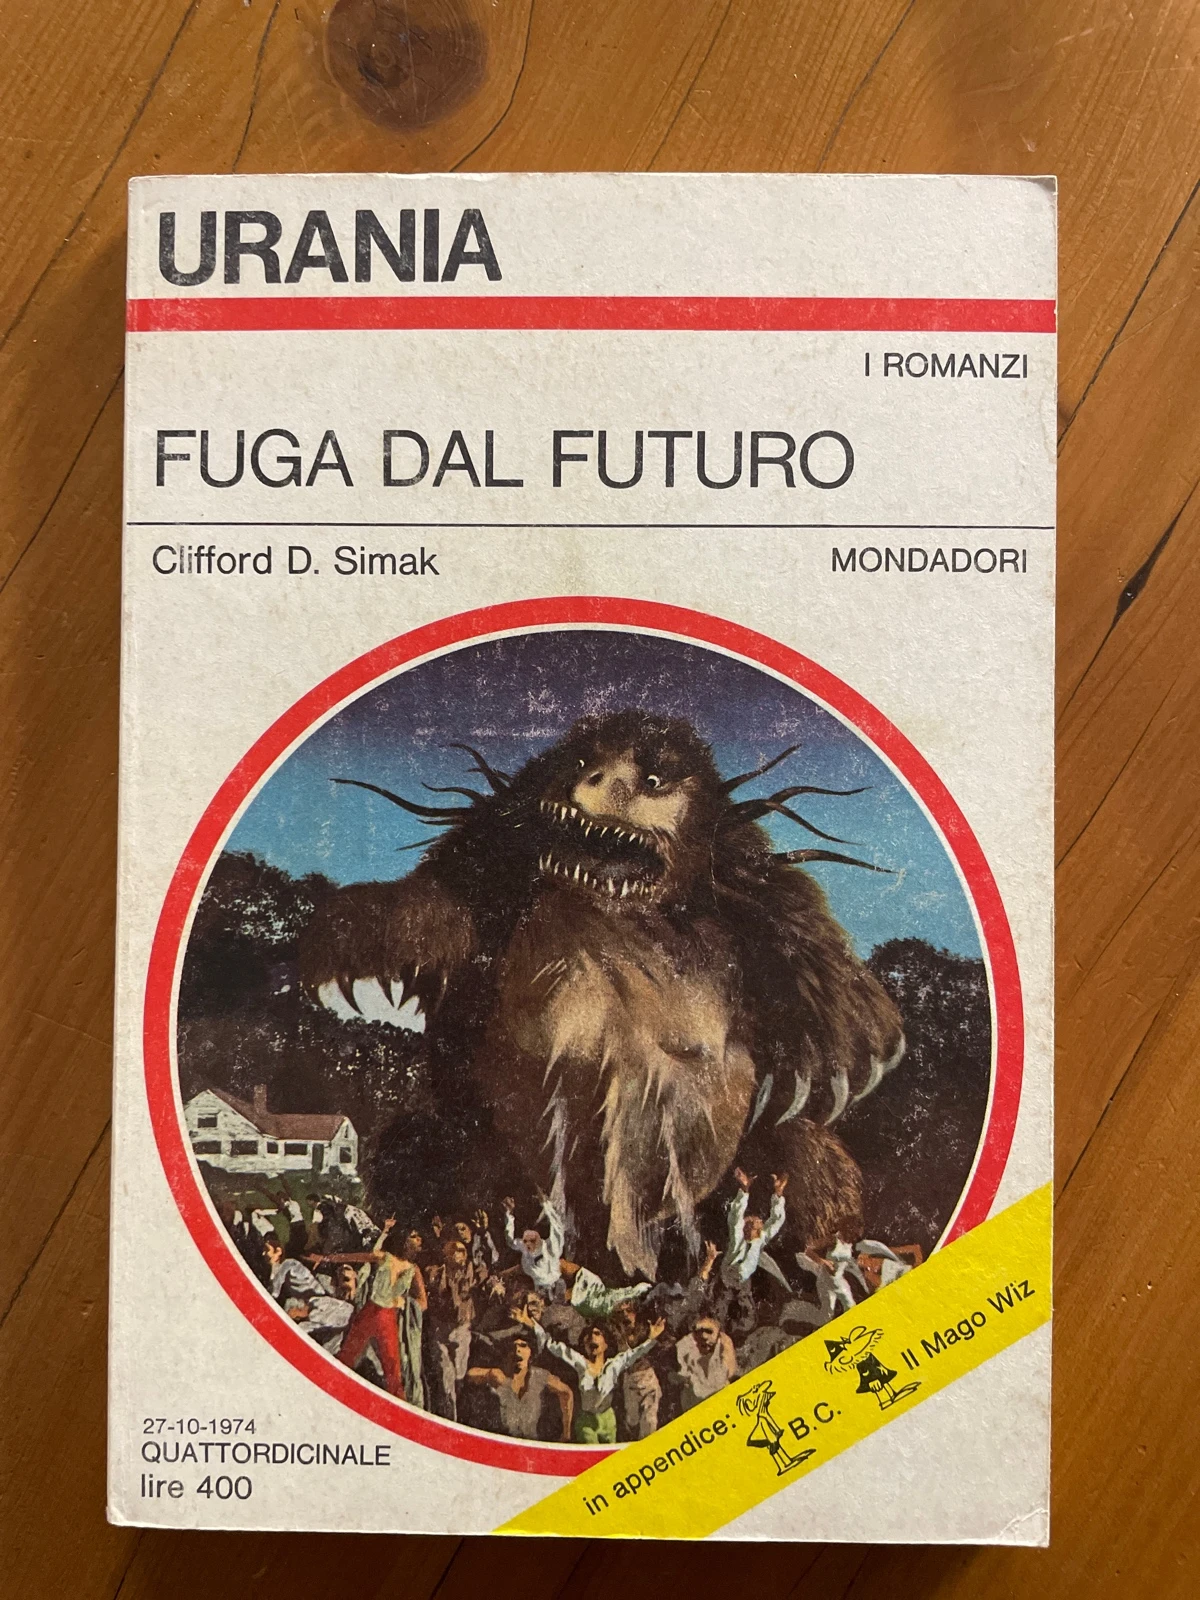 URANIA
I ROMANZI
FUGA DAL FUTURO
Clifford D. Simak
MONDADORI
27-10-1974
QUATTORDICINALE
lire 400
in appendice: B.C. Il Mago Wiz